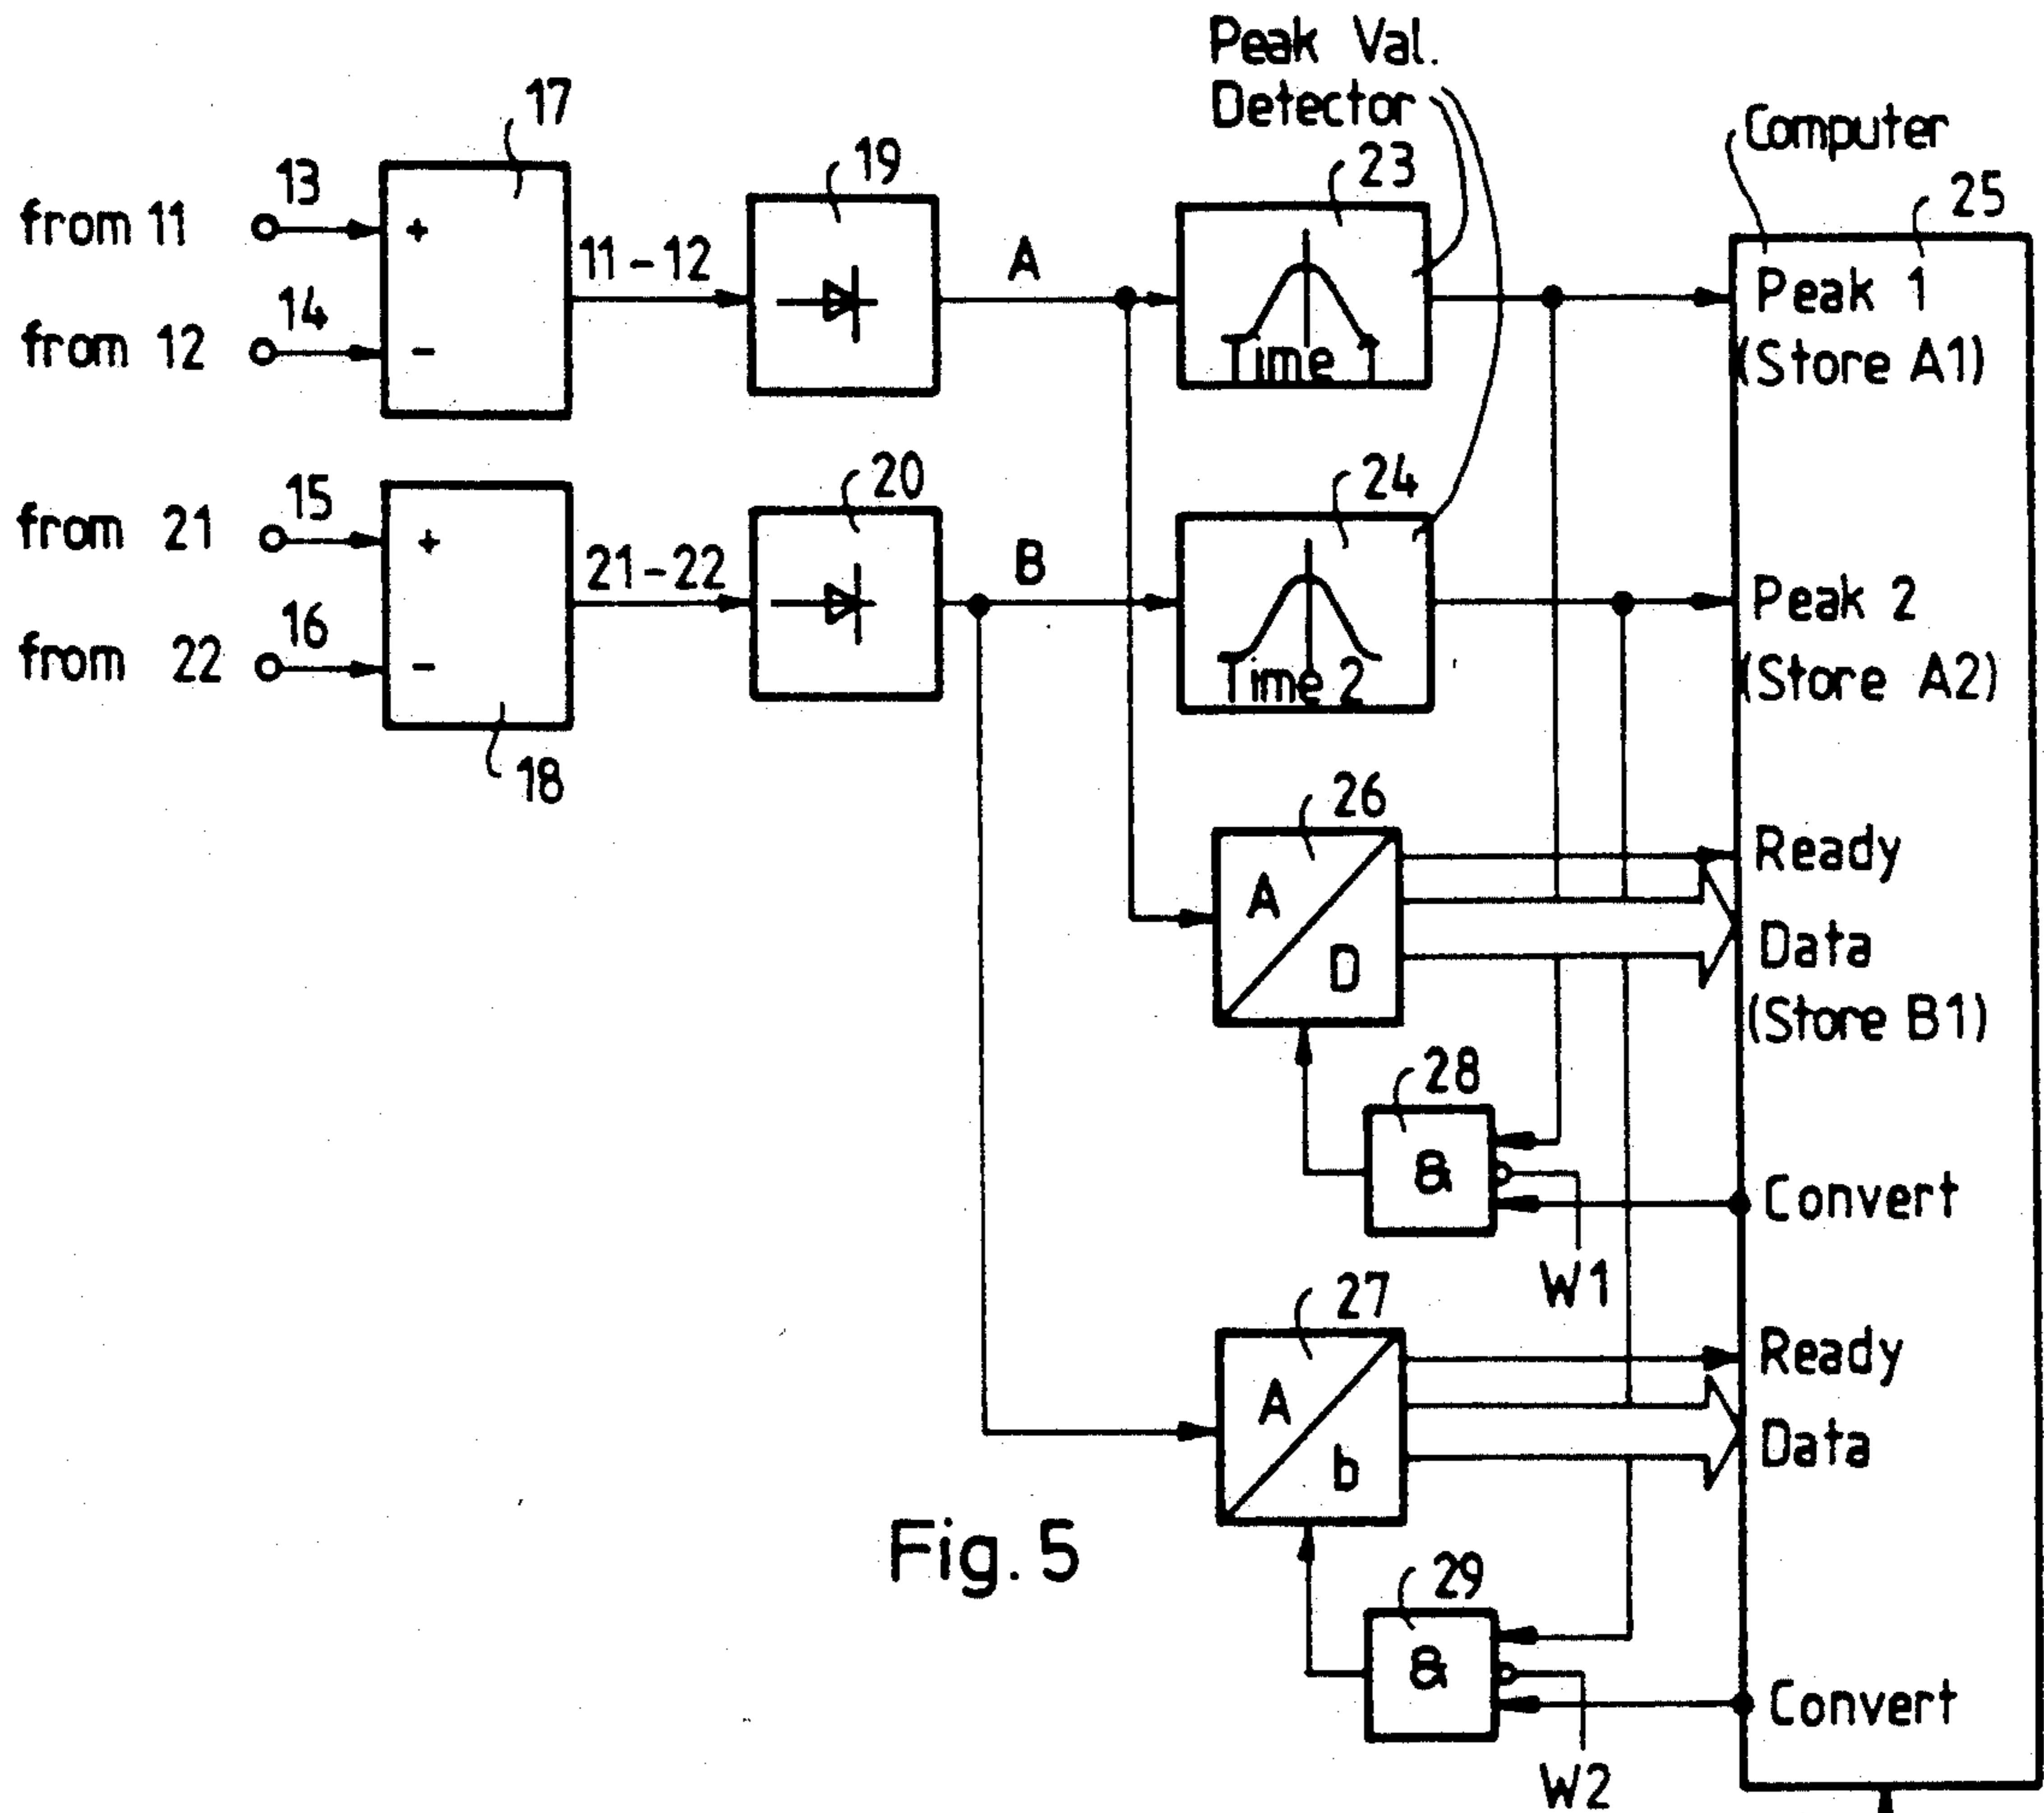 Peak Val.
Detector
17
Computer
13
19
23
25
from 11
+
11-12
A
Peak 1
14
from 12
-
Time 1
(Store A1)
15
20
24
from 21
+
21-22
B
Peak 2
16
from 22
-
Time 2
(Store A2)
18
26
Ready
A
D
Data
(Store B1)
28
&
Convert
W1
27
Ready
A
b
Data
Fig. 5
29
&
Convert
W2